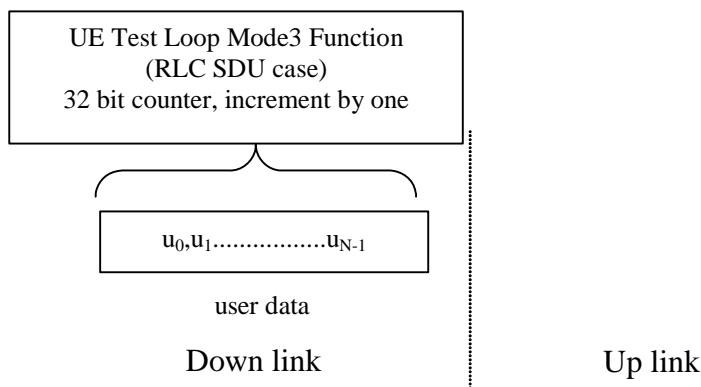 UE Test Loop Mode3 Function
(RLC SDU case)
32 bit counter, increment by one
u0,u1.................uN-1
user data
Down link
Up link